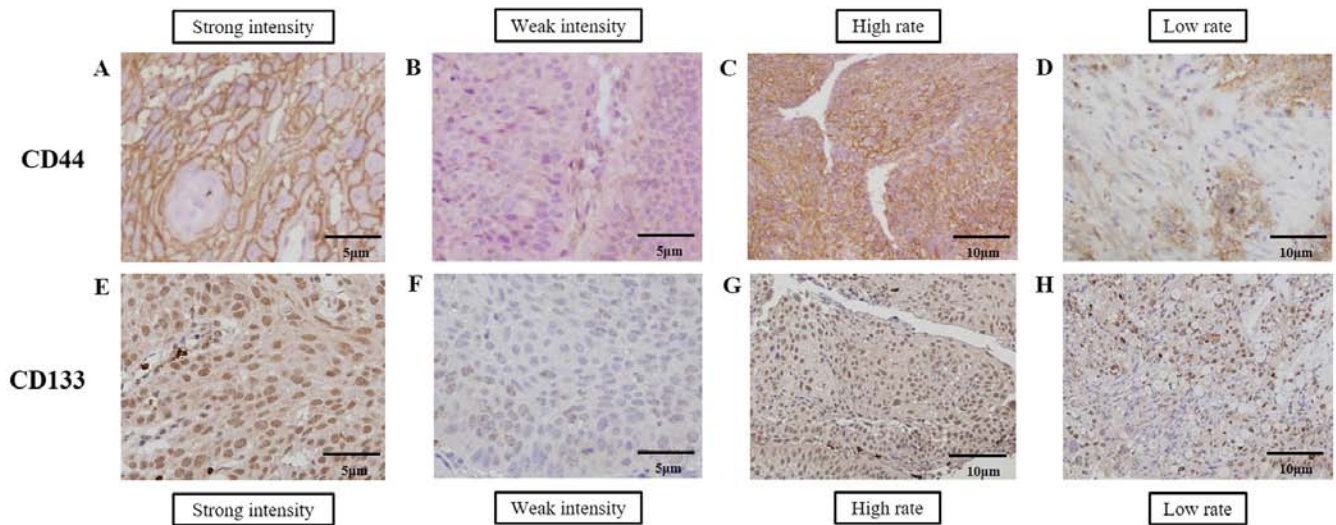 Strong intensity Weak intensity High rate Low rate
A B C D
CD44
5μm 5μm 10μm 10μm
E F G H
CD133
5μm 5μm 10μm 10μm
Strong intensity Weak intensity High rate Low rate